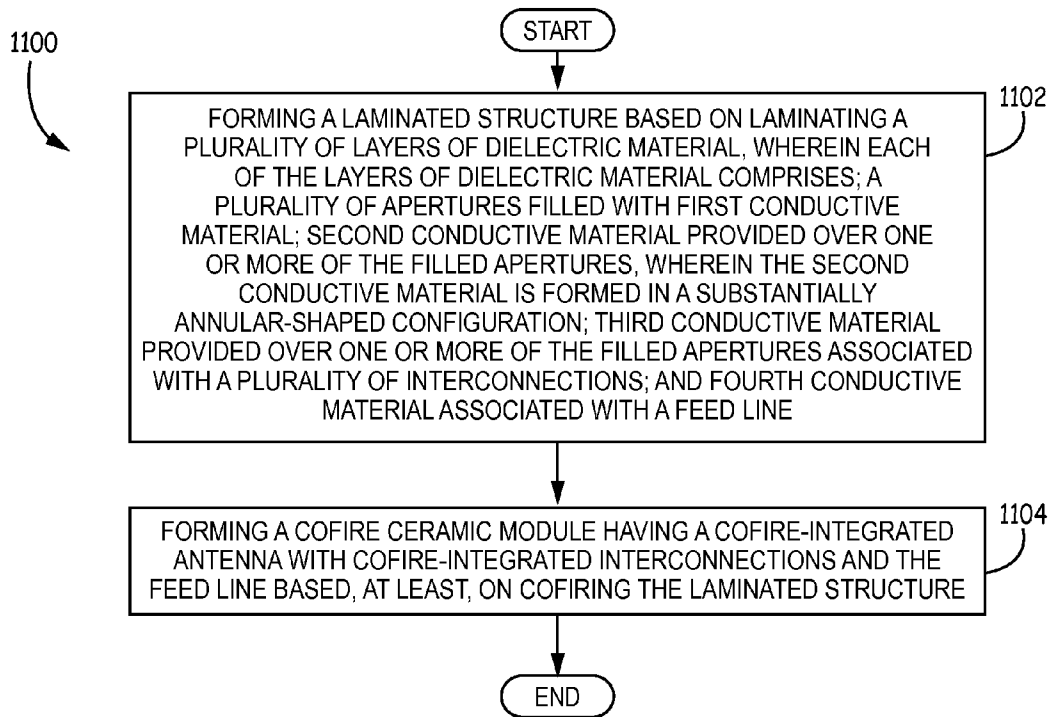 START
1100
1102
FORMING A LAMINATED STRUCTURE BASED ON LAMINATING A
PLURALITY OF LAYERS OF DIELECTRIC MATERIAL, WHEREIN EACH
OF THE LAYERS OF DIELECTRIC MATERIAL COMPRISES; A
PLURALITY OF APERTURES FILLED WITH FIRST CONDUCTIVE
MATERIAL; SECOND CONDUCTIVE MATERIAL PROVIDED OVER ONE
OR MORE OF THE FILLED APERTURES, WHEREIN THE SECOND
CONDUCTIVE MATERIAL IS FORMED IN A SUBSTANTIALLY
ANNULAR-SHAPED CONFIGURATION; THIRD CONDUCTIVE MATERIAL
PROVIDED OVER ONE OR MORE OF THE FILLED APERTURES ASSOCIATED
WITH A PLURALITY OF INTERCONNECTIONS; AND FOURTH CONDUCTIVE
MATERIAL ASSOCIATED WITH A FEED LINE
1104
FORMING A COFIRE CERAMIC MODULE HAVING A COFIRE-INTEGRATED
ANTENNA WITH COFIRE-INTEGRATED INTERCONNECTIONS AND THE
FEED LINE BASED, AT LEAST, ON COFIRING THE LAMINATED STRUCTURE
END